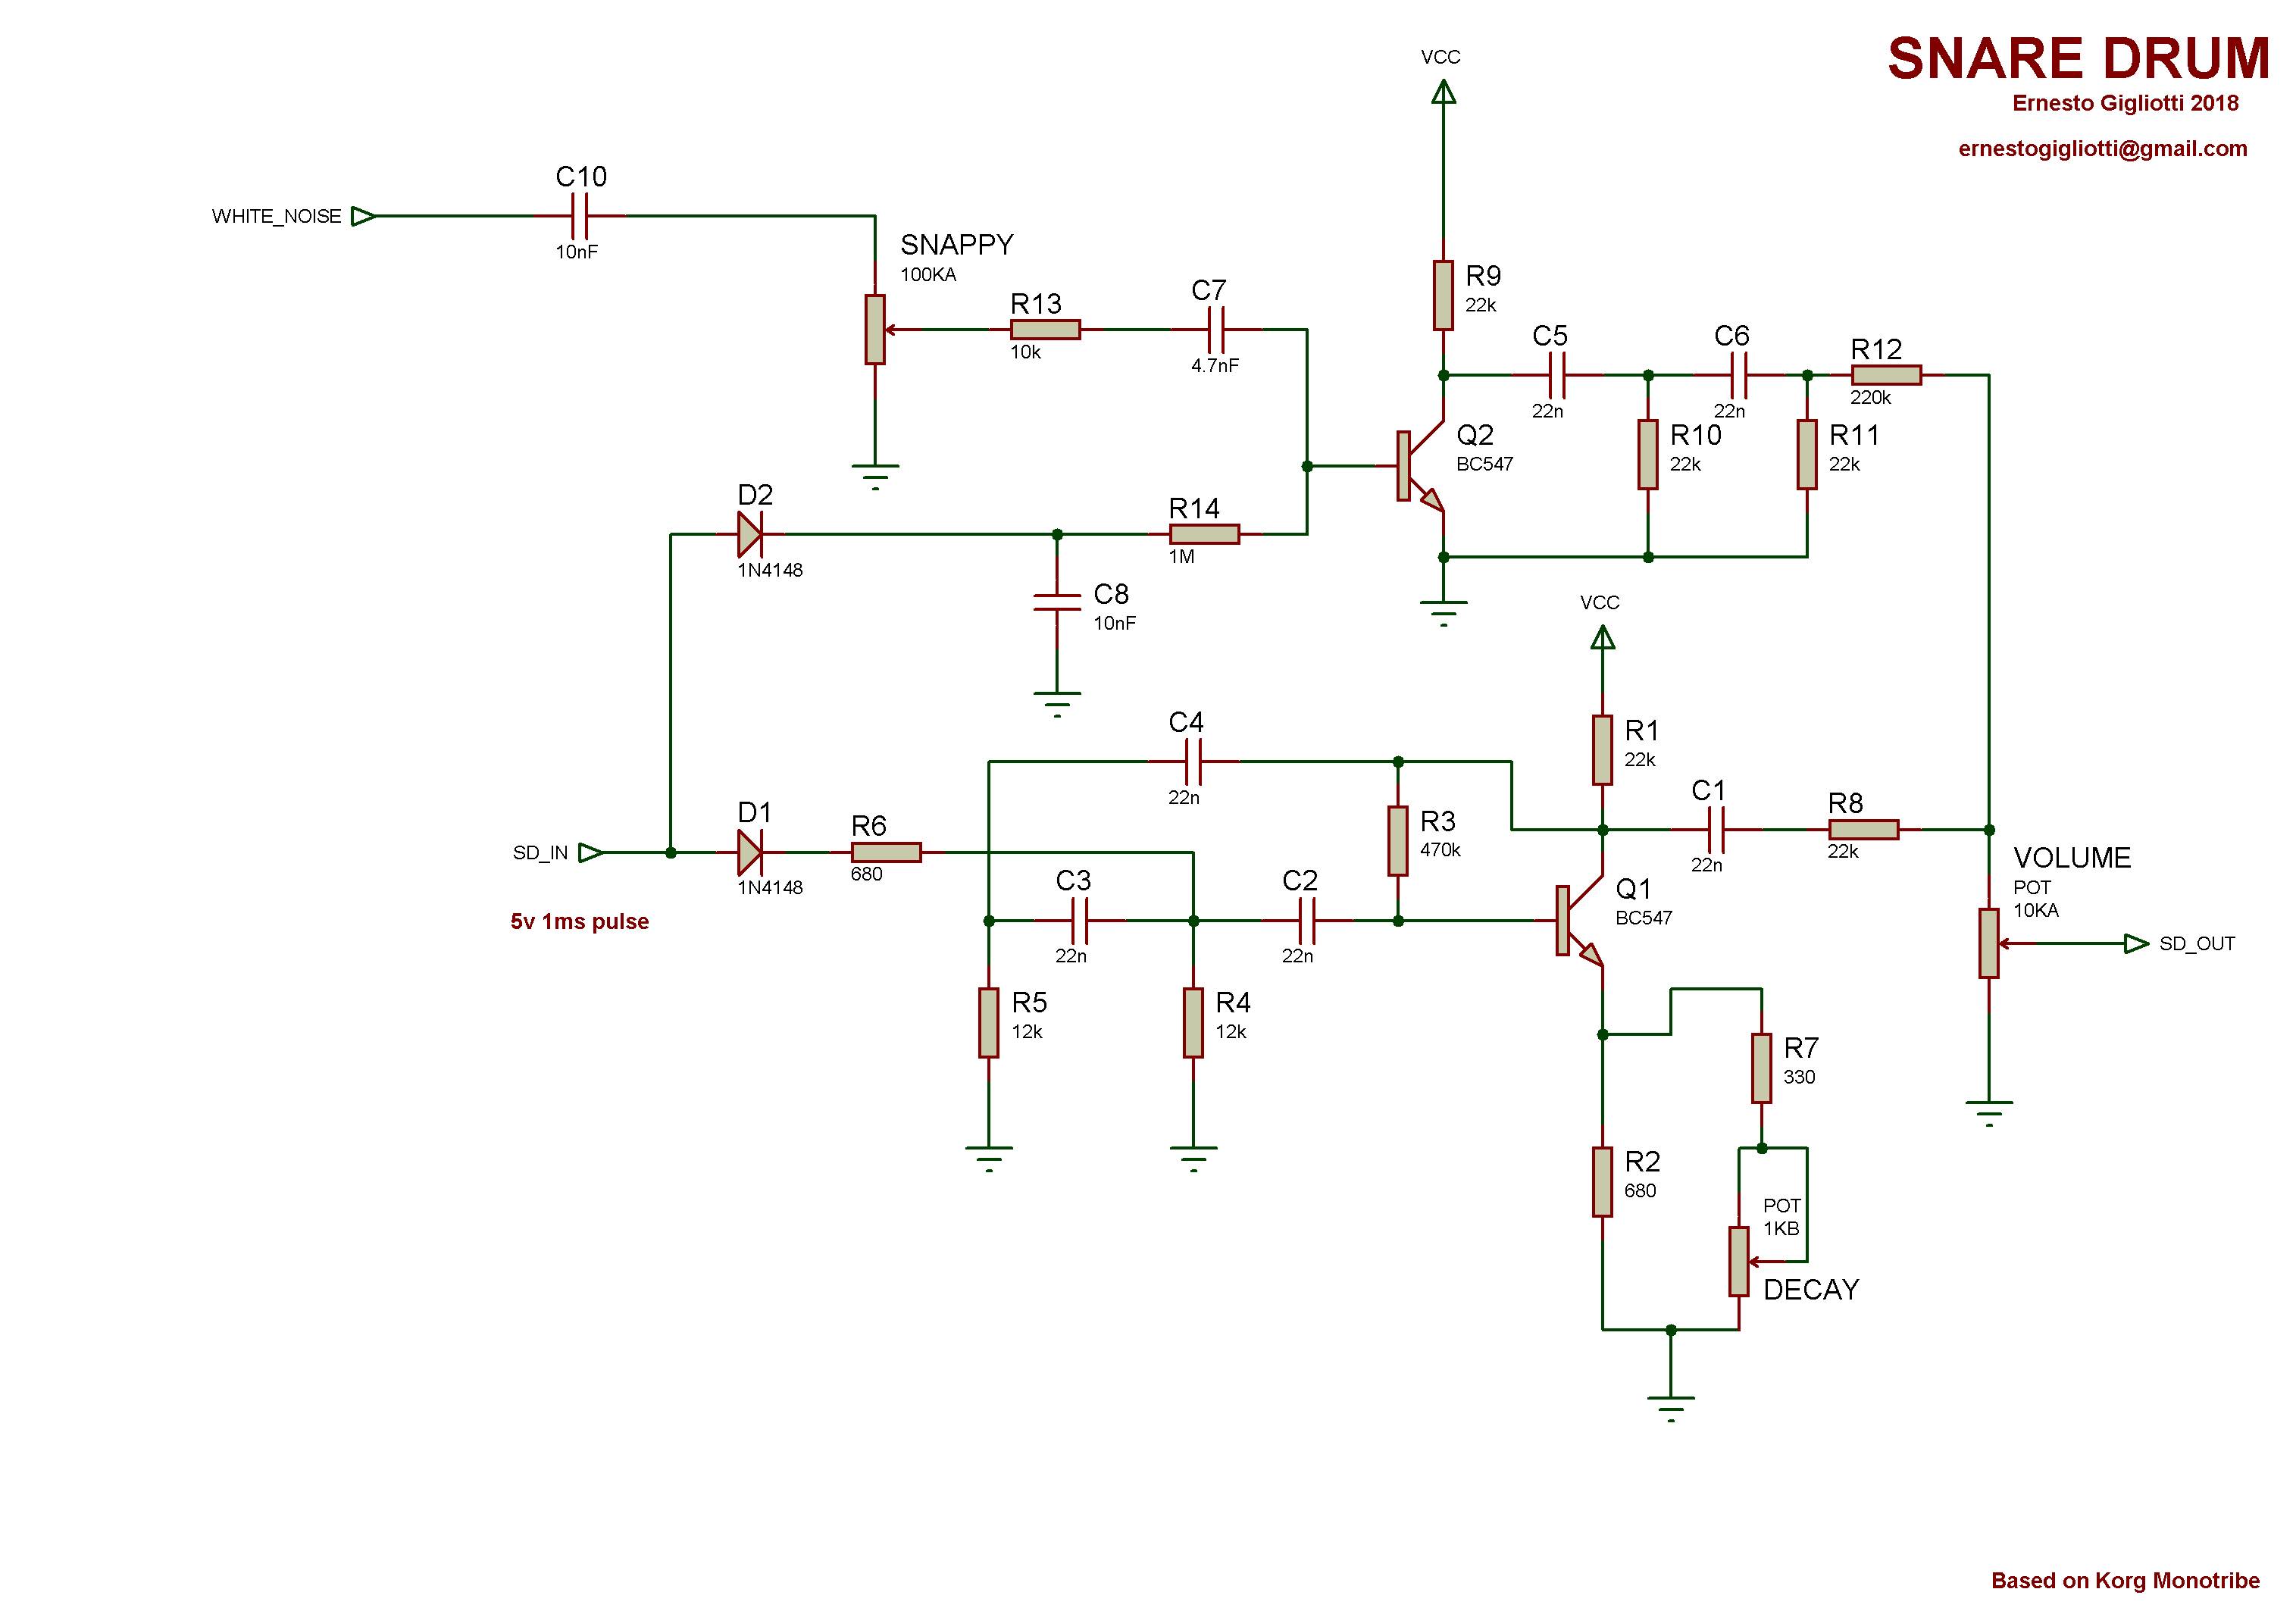 SNARE DRUM
Ernesto Gigliotti 2018
ernestogigliotti@gmail.com
VCC
C10
WHITE_NOISE
10nF
SNAPPY
100KA
R13
10k
C7
4.7nF
R9
22k
C5
22n
C6
22n
R12
220k
Q2
BC547
R10
22k
R11
22k
D2
1N4148
R14
1M
C8
10nF
VCC
C4
22n
R1
22k
D1
1N4148
SD_IN
R6
680
R3
470k
C1
22n
R8
22k
VOLUME
POT
10KA
5v 1ms pulse
C3
22n
C2
22n
Q1
BC547
SD_OUT
R5
12k
R4
12k
R7
330
R2
680
POT
1KB
DECAY
Based on Korg Monotribe